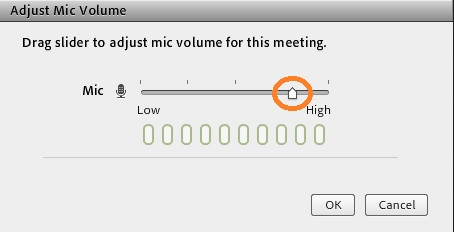 Adjust Mic Volume
Drag slider to adjust mic volume for this meeting.
Mic
Low High
OK Cancel